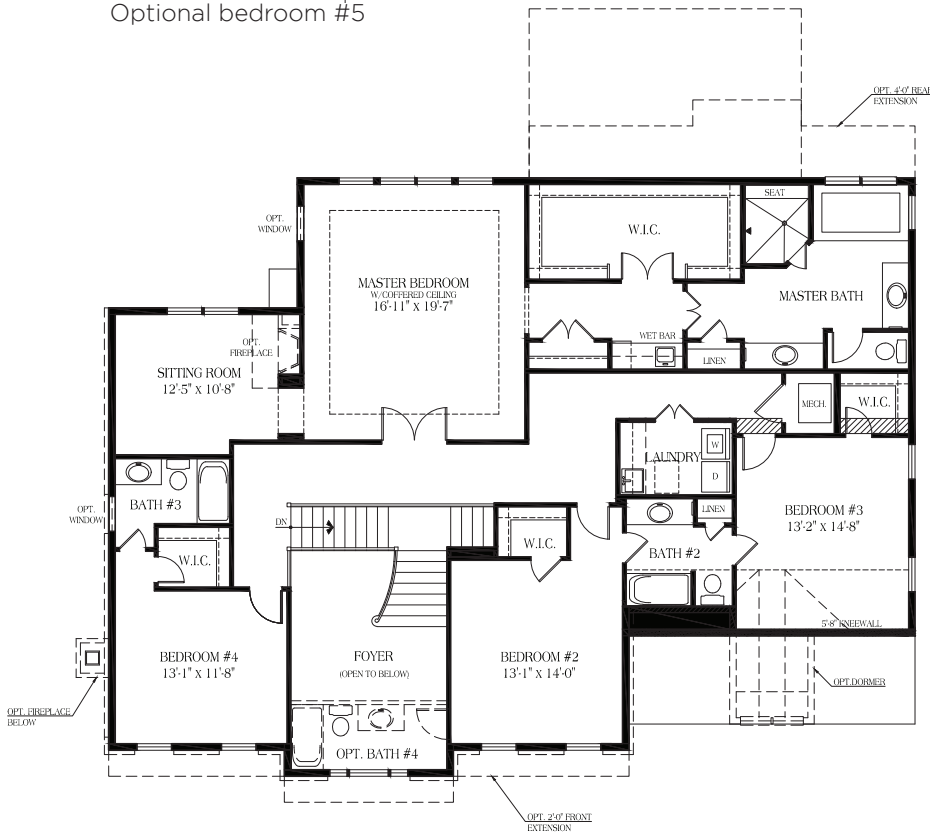 Optional bedroom #5
OPT. 4'-0" REAR
EXTENSION
SEAT
OPT.
WINDOW
W.I.C.
MASTER BEDROOM
W/COFFERED CEILING
16'-11" x 19'-7"
MASTER BATH
WET BAR
LINEN
OPT.
FIREPLACE
SITTING ROOM
12'-5" x 10'-8"
MECH.
W.I.C.
LAUNDRY
W
D
BATH #3
OPT.
WINDOW
DN
W.I.C.
LINEN
BEDROOM #3
13'-2" x 14'-8"
W.I.C.
BATH #2
5'-8" KNEEWALL
BEDROOM #4
13'-1" x 11'-8"
FOYER
(OPEN TO BELOW)
BEDROOM #2
13'-1" x 14'-0"
OPT.DORMER
OPT. FIREPLACE
BELOW
OPT. BATH #4
OPT. 2'-0" FRONT
EXTENSION